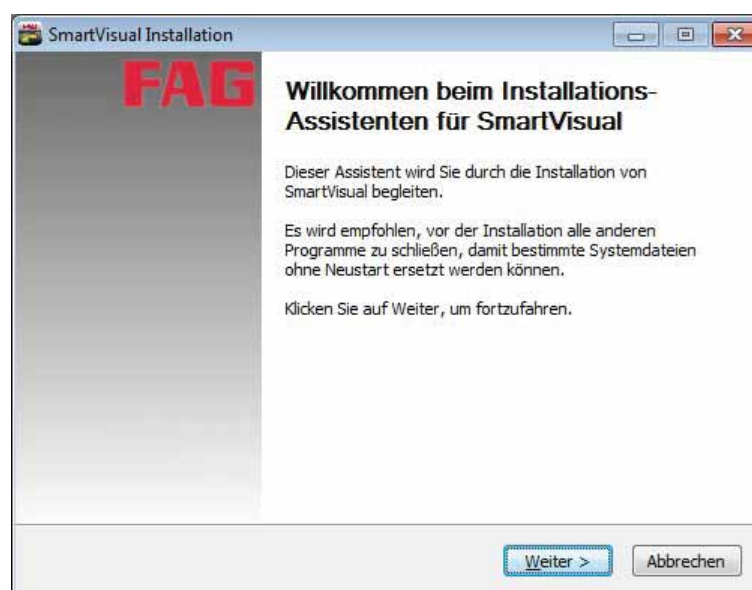 SmartVisual Installation
FAG
Willkommen beim Installations-
Assistenten für SmartVisual
Dieser Assistent wird Sie durch die Installation von
SmartVisual begleiten.
Es wird empfohlen, vor der Installation alle anderen
Programme zu schließen, damit bestimmte Systemdateien
ohne Neustart ersetzt werden können.
Klicken Sie auf Weiter, um fortzufahren.
Weiter > Abbrechen